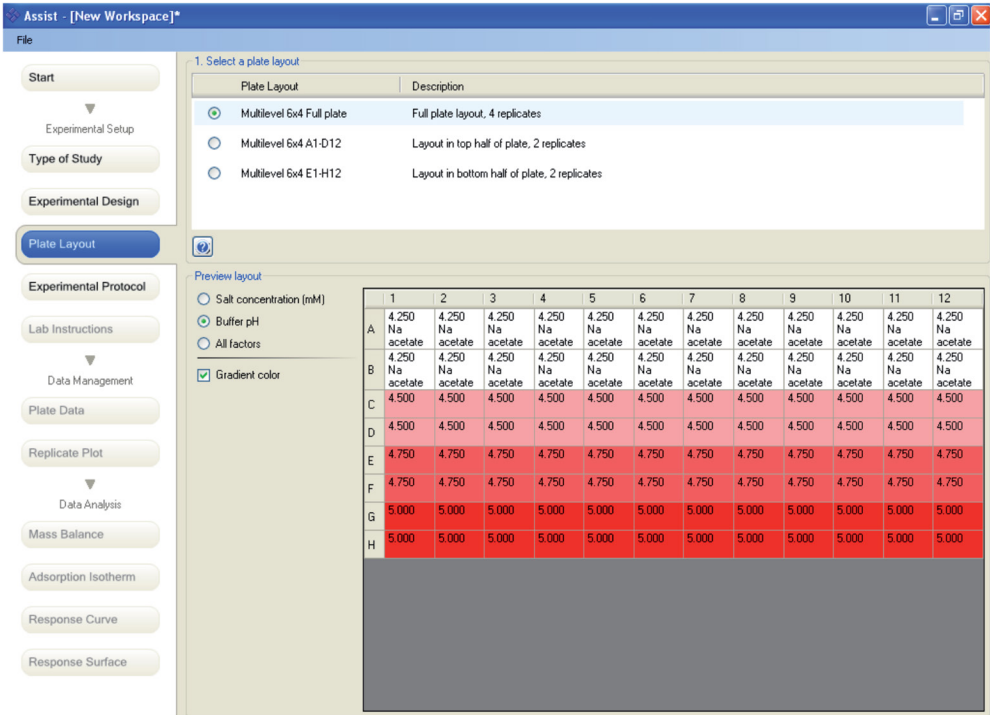 Assist - [New Workspace]*
File
Start
Experimental Setup
Type of Study
Experimental Design
Plate Layout
Experimental Protocol
Lab Instructions
Data Management
Plate Data
Replicate Plot
Data Analysis
Mass Balance
Adsorption Isotherm
Response Curve
Response Surface
1. Select a plate layout
Plate Layout Description
Multilevel 6x4 Full plate Full plate layout, 4 replicates
Multilevel 6x4 A1-D12 Layout in top half of plate, 2 replicates
Multilevel 6x4 E1-H12 Layout in bottom half of plate, 2 replicates
?
Preview layout
Salt concentration (mM)
Buffer pH
All factors
Gradient color
1 2 3 4 5 6 7 8 9 10 11 12
4.250 4.250 4.250 4.250 4.250 4.250 4.250 4.250 4.250 4.250 4.250 4.250
A Na Na Na Na Na Na Na Na Na Na Na Na
acetate acetate acetate acetate acetate acetate acetate acetate acetate acetate acetate acetate
4.250 4.250 4.250 4.250 4.250 4.250 4.250 4.250 4.250 4.250 4.250 4.250
B Na Na Na Na Na Na Na Na Na Na Na Na
acetate acetate acetate acetate acetate acetate acetate acetate acetate acetate acetate acetate
C 4.500 4.500 4.500 4.500 4.500 4.500 4.500 4.500 4.500 4.500 4.500 4.500
D 4.500 4.500 4.500 4.500 4.500 4.500 4.500 4.500 4.500 4.500 4.500 4.500
E 4.750 4.750 4.750 4.750 4.750 4.750 4.750 4.750 4.750 4.750 4.750 4.750
F 4.750 4.750 4.750 4.750 4.750 4.750 4.750 4.750 4.750 4.750 4.750 4.750
G 5.000 5.000 5.000 5.000 5.000 5.000 5.000 5.000 5.000 5.000 5.000 5.000
H 5.000 5.000 5.000 5.000 5.000 5.000 5.000 5.000 5.000 5.000 5.000 5.000